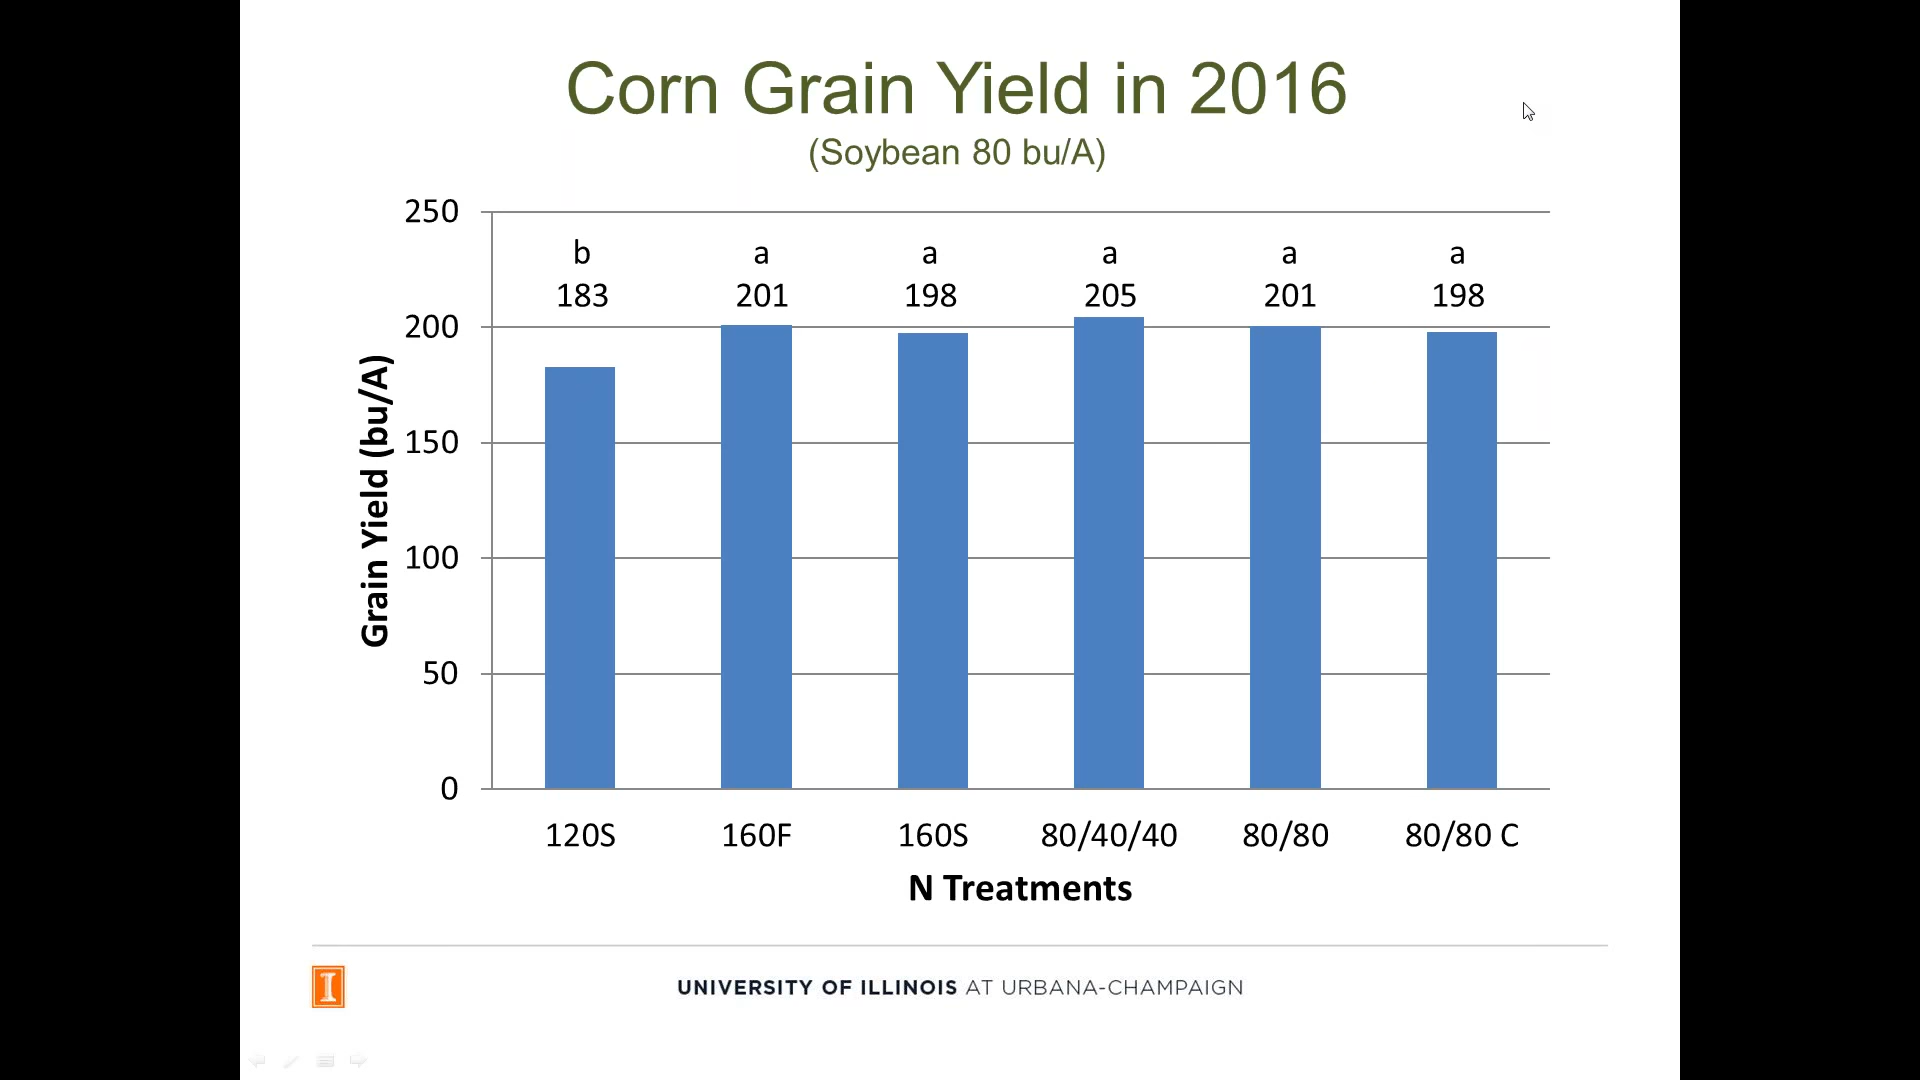 Corn Grain Yield in 2016
(Soybean 80 bu/A)
250
200
150
100
50
0
Grain Yield (bu/A)
b a a a a a
183 201 198 205 201 198
120S 160F 160S 80/40/40 80/80 80/80 C
N Treatments
I
UNIVERSITY OF ILLINOIS AT URBANA-CHAMPAIGN